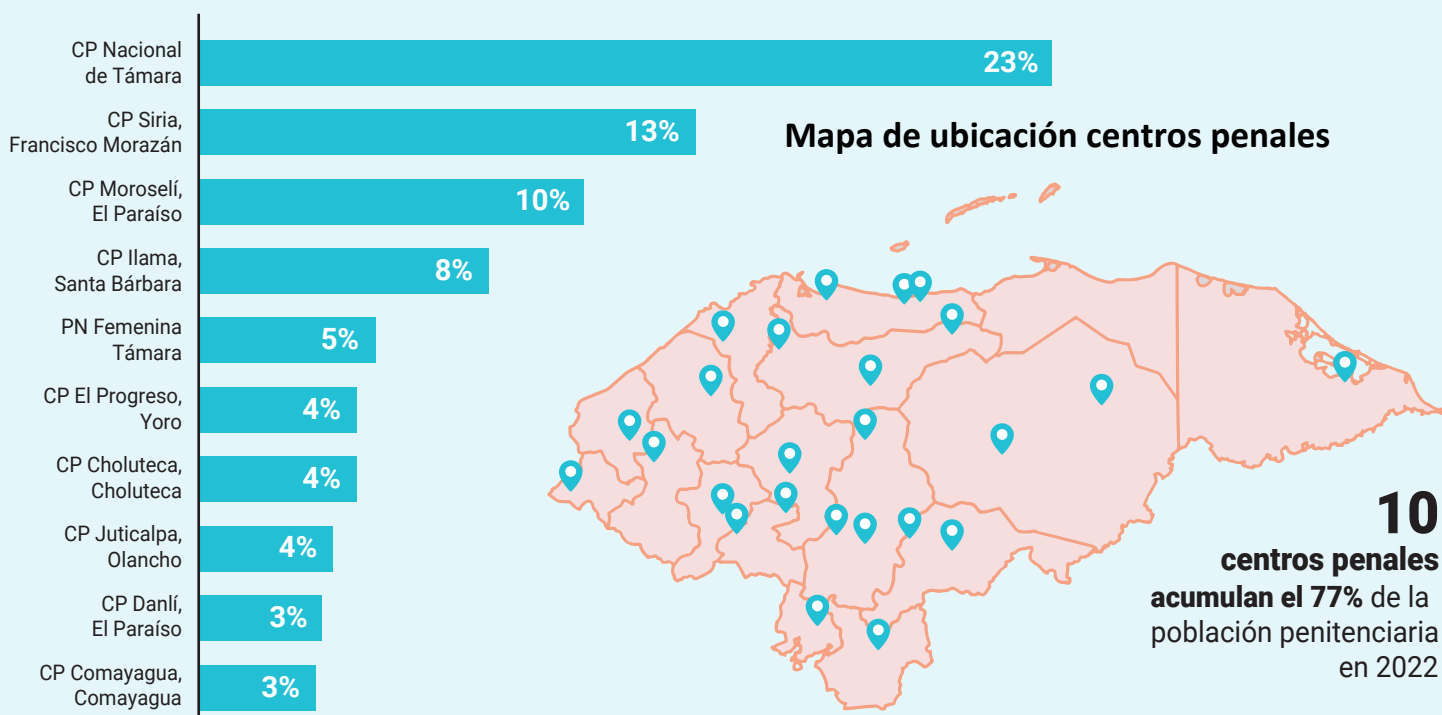 CP Nacional
de Támara
23%
CP Siria,
Francisco Morazán
13%
CP Moroselí,
El Paraíso
10%
CP Ilama,
Santa Bárbara
8%
PN Femenina
Támara
5%
CP El Progreso,
Yoro
4%
CP Choluteca,
Choluteca
4%
CP Juticalpa,
Olancho
4%
CP Danlí,
El Paraíso
3%
CP Comayagua,
Comayagua
3%
Mapa de ubicación centros penales
10
centros penales
acumulan el 77% de la
población penitenciaria
en 2022